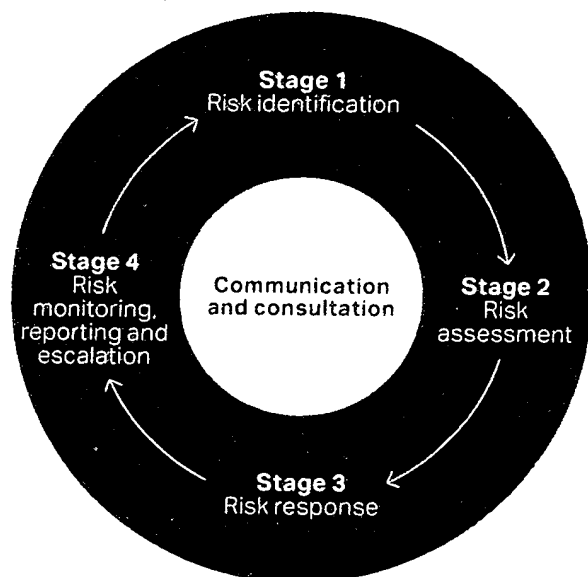 Stage 1
Risk identification
Stage 2
Risk
assessment
Stage 3
Risk response
Stage 4
Risk
monitoring,
reporting and
escalation
Communication
and consultation